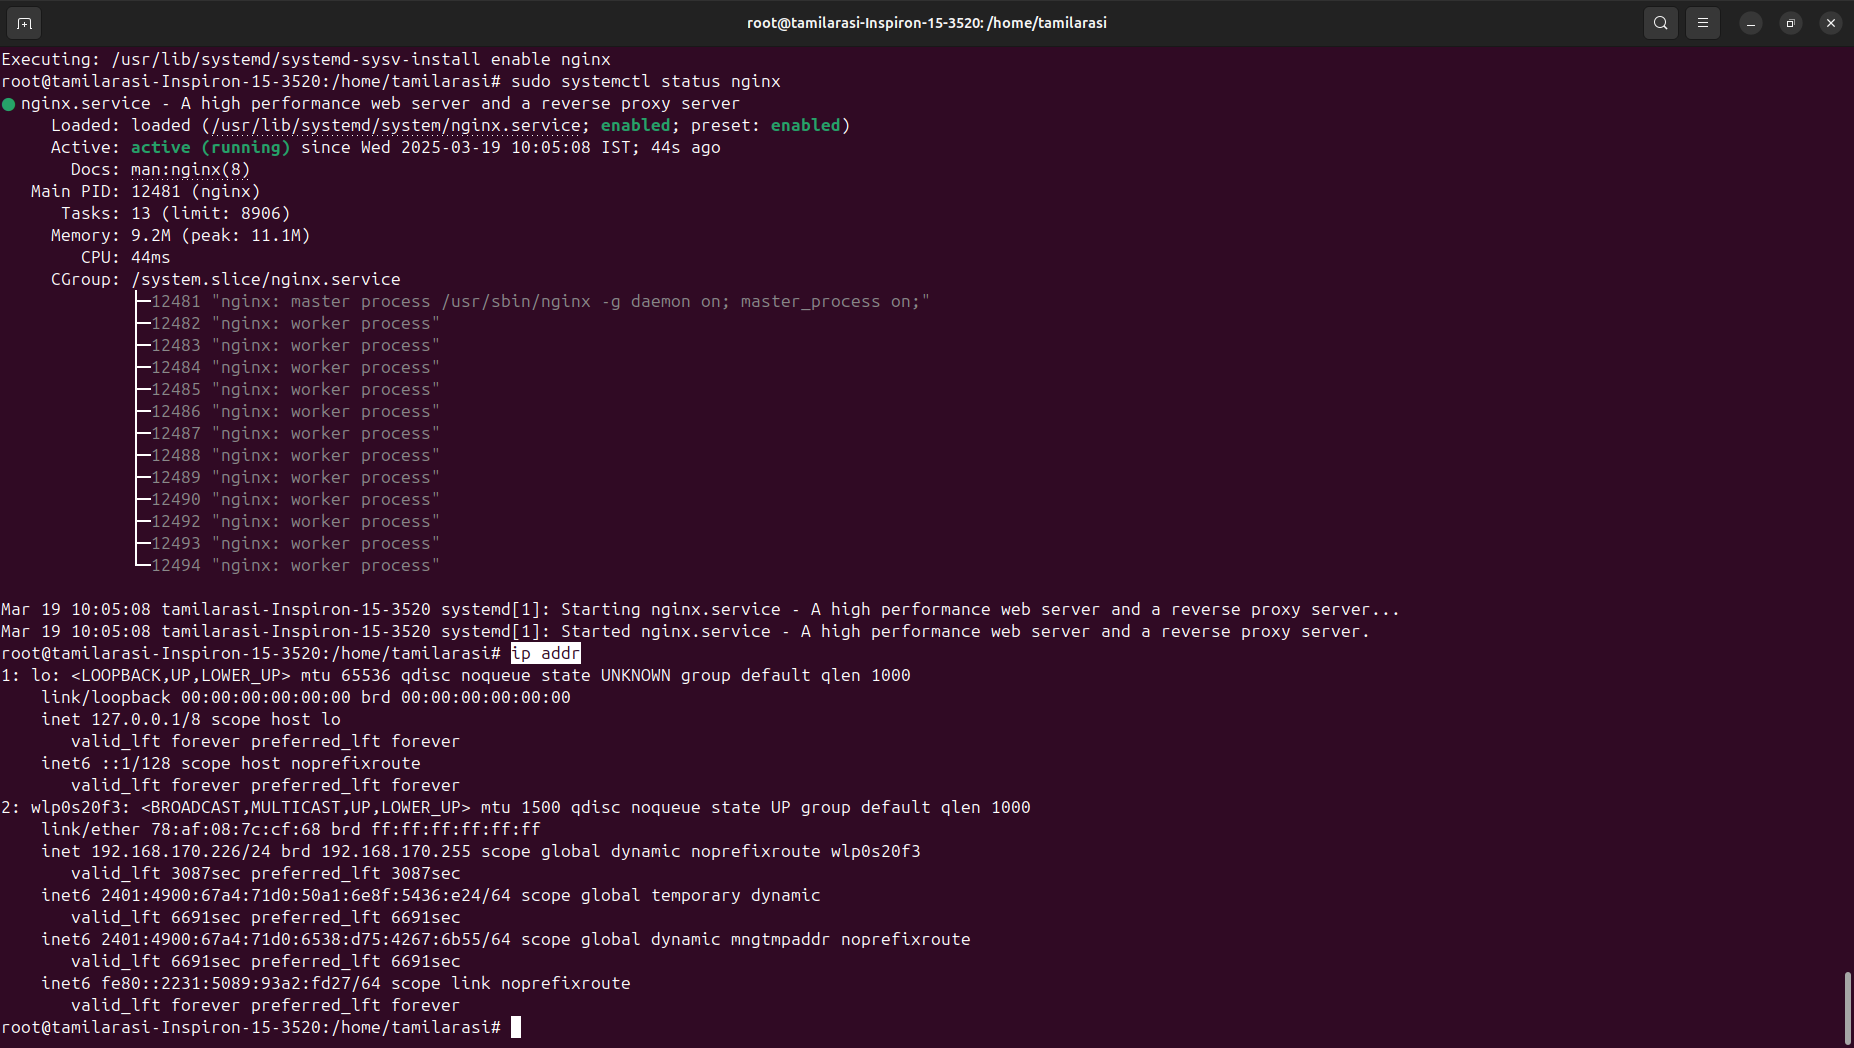 root@tamilarasi-Inspiron-15-3520: /home/tamilarasi
Executing: /usr/lib/systemd/systemd-sysv-install enable nginx
root@tamilarasi-Inspiron-15-3520:/home/tamilarasi# sudo systemctl status nginx
● nginx.service - A high performance web server and a reverse proxy server
     Loaded: loaded (/usr/lib/systemd/system/nginx.service; enabled; preset: enabled)
     Active: active (running) since Wed 2025-03-19 10:05:08 IST; 44s ago
       Docs: man:nginx(8)
   Main PID: 12481 (nginx)
      Tasks: 13 (limit: 8906)
     Memory: 9.2M (peak: 11.1M)
        CPU: 44ms
     CGroup: /system.slice/nginx.service
             ├─12481 "nginx: master process /usr/sbin/nginx -g daemon on; master_process on;"
             ├─12482 "nginx: worker process"
             ├─12483 "nginx: worker process"
             ├─12484 "nginx: worker process"
             ├─12485 "nginx: worker process"
             ├─12486 "nginx: worker process"
             ├─12487 "nginx: worker process"
             ├─12488 "nginx: worker process"
             ├─12489 "nginx: worker process"
             ├─12490 "nginx: worker process"
             ├─12492 "nginx: worker process"
             ├─12493 "nginx: worker process"
             └─12494 "nginx: worker process"
Mar 19 10:05:08 tamilarasi-Inspiron-15-3520 systemd[1]: Starting nginx.service - A high performance web server and a reverse proxy server...
Mar 19 10:05:08 tamilarasi-Inspiron-15-3520 systemd[1]: Started nginx.service - A high performance web server and a reverse proxy server.
root@tamilarasi-Inspiron-15-3520:/home/tamilarasi# ip addr
1: lo: <LOOPBACK,UP,LOWER_UP> mtu 65536 qdisc noqueue state UNKNOWN group default qlen 1000
    link/loopback 00:00:00:00:00:00 brd 00:00:00:00:00:00
    inet 127.0.0.1/8 scope host lo
       valid_lft forever preferred_lft forever
    inet6 ::1/128 scope host noprefixroute
       valid_lft forever preferred_lft forever
2: wlp0s20f3: <BROADCAST,MULTICAST,UP,LOWER_UP> mtu 1500 qdisc noqueue state UP group default qlen 1000
    link/ether 78:af:08:7c:cf:68 brd ff:ff:ff:ff:ff:ff
    inet 192.168.170.226/24 brd 192.168.170.255 scope global dynamic noprefixroute wlp0s20f3
       valid_lft 3087sec preferred_lft 3087sec
    inet6 2401:4900:67a4:71d0:50a1:6e8f:5436:e24/64 scope global temporary dynamic
       valid_lft 6691sec preferred_lft 6691sec
    inet6 2401:4900:67a4:71d0:6538:d75:4267:6b55/64 scope global dynamic mngtmpaddr noprefixroute
       valid_lft 6691sec preferred_lft 6691sec
    inet6 fe80::2231:5089:93a2:fd27/64 scope link noprefixroute
       valid_lft forever preferred_lft forever
root@tamilarasi-Inspiron-15-3520:/home/tamilarasi#